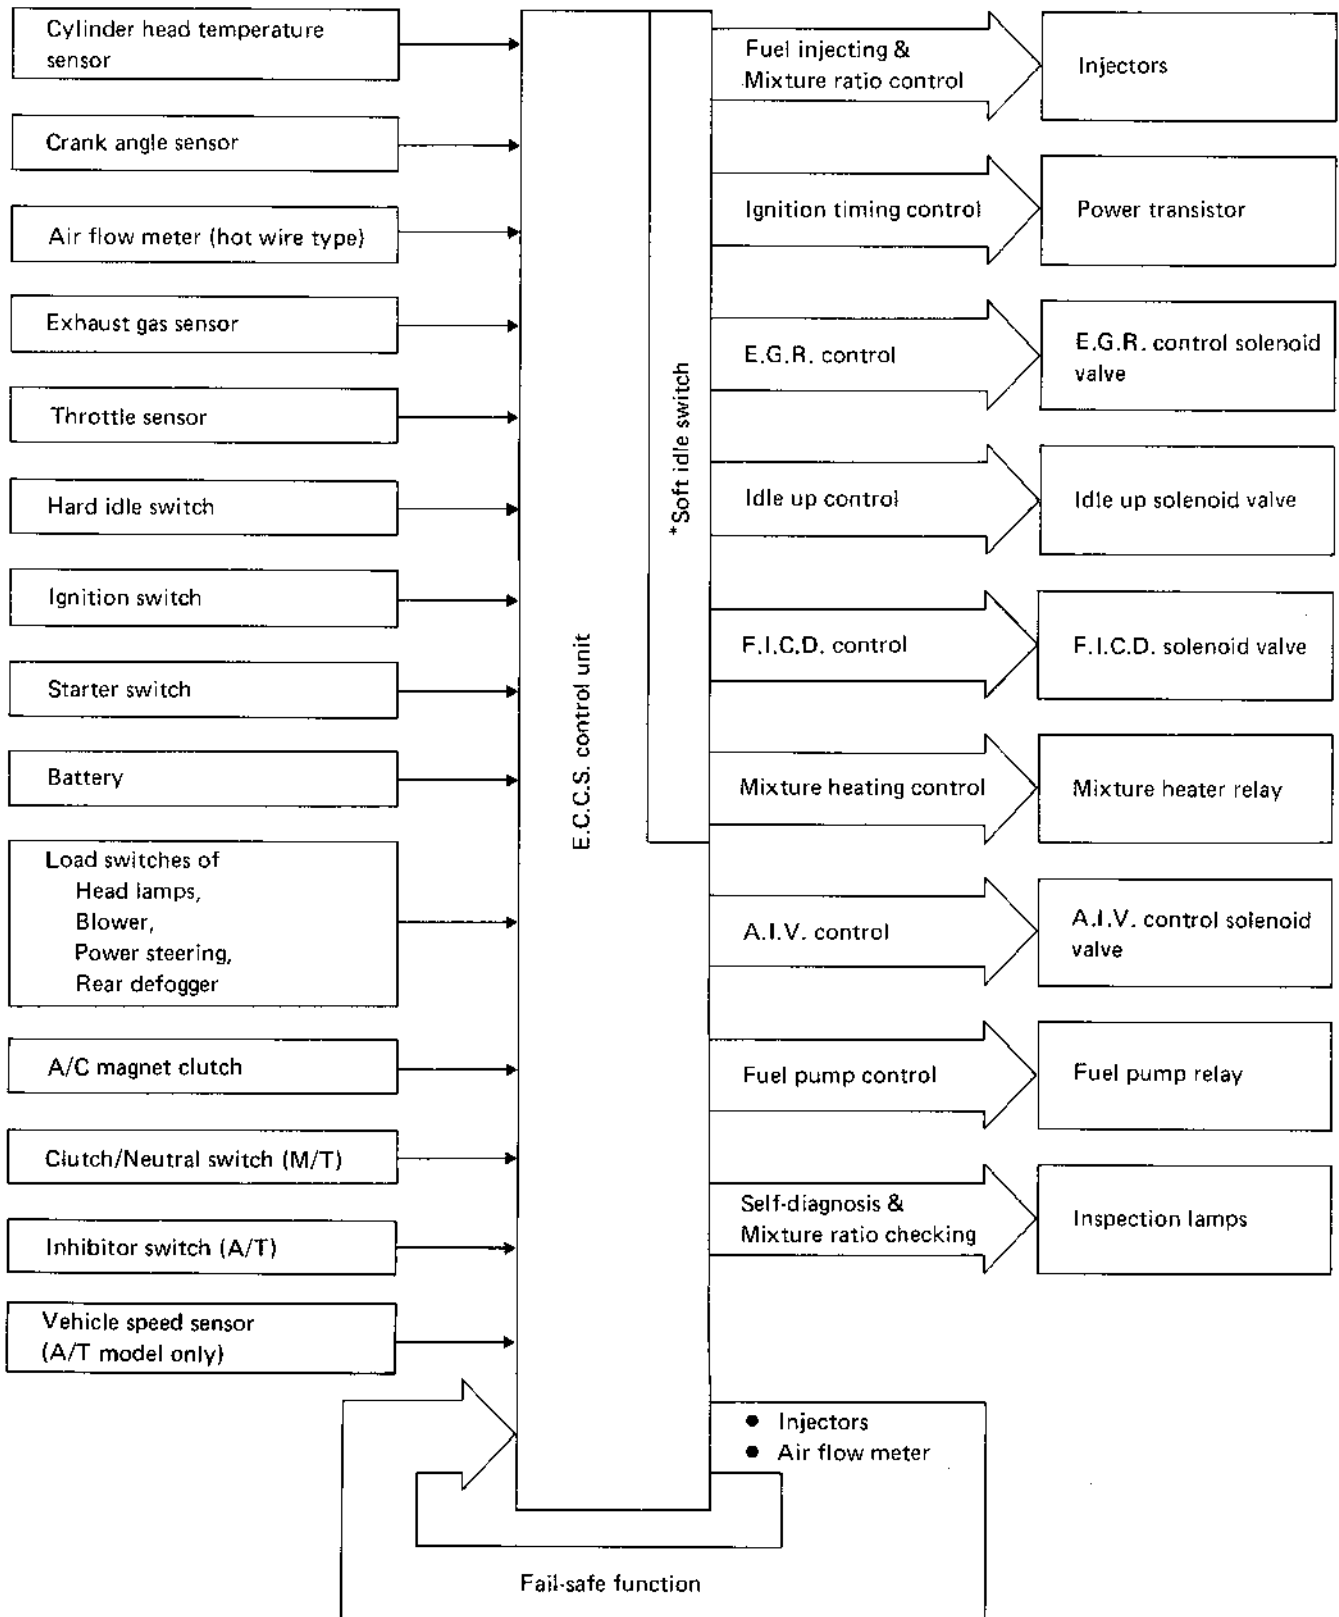 Cylinder head temperature
sensor
Crank angle sensor
Air flow meter (hot wire type)
Exhaust gas sensor
Throttle sensor
Hard idle switch
Ignition switch
Starter switch
Battery
Load switches of
Head lamps,
Blower,
Power steering,
Rear defogger
A/C magnet clutch
Clutch/Neutral switch (M/T)
Inhibitor switch (A/T)
Vehicle speed sensor
(A/T model only)
E.C.C.S. control unit
*Soft idle switch
Fuel injecting &
Mixture ratio control
Injectors
Ignition timing control
Power transistor
E.G.R. control
E.G.R. control solenoid
valve
Idle up control
Idle up solenoid valve
F.I.C.D. control
F.I.C.D. solenoid valve
Mixture heating control
Mixture heater relay
A.I.V. control
A.I.V. control solenoid
valve
Fuel pump control
Fuel pump relay
Self-diagnosis &
Mixture ratio checking
Inspection lamps
● Injectors
● Air flow meter
Fail-safe function